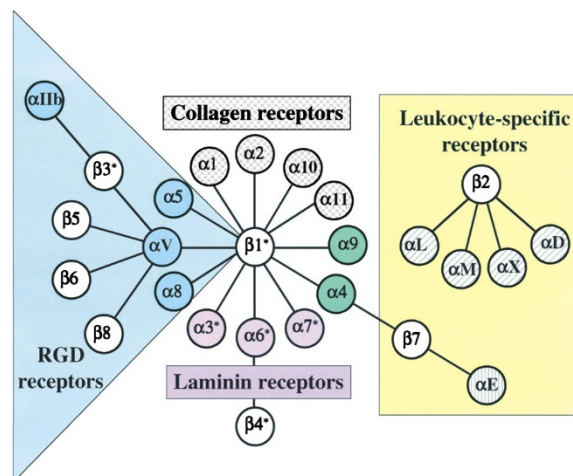 αIIb
Collagen receptors
Leukocyte-specific
receptors
β3*
α1
α2
α10
β2
β5
α5
α11
αV
β1*
α9
αL
αM
αX
αD
β6
α8
α4
β8
α3*
α6*
α7*
β7
RGD
receptors
Laminin receptors
αE
β4*